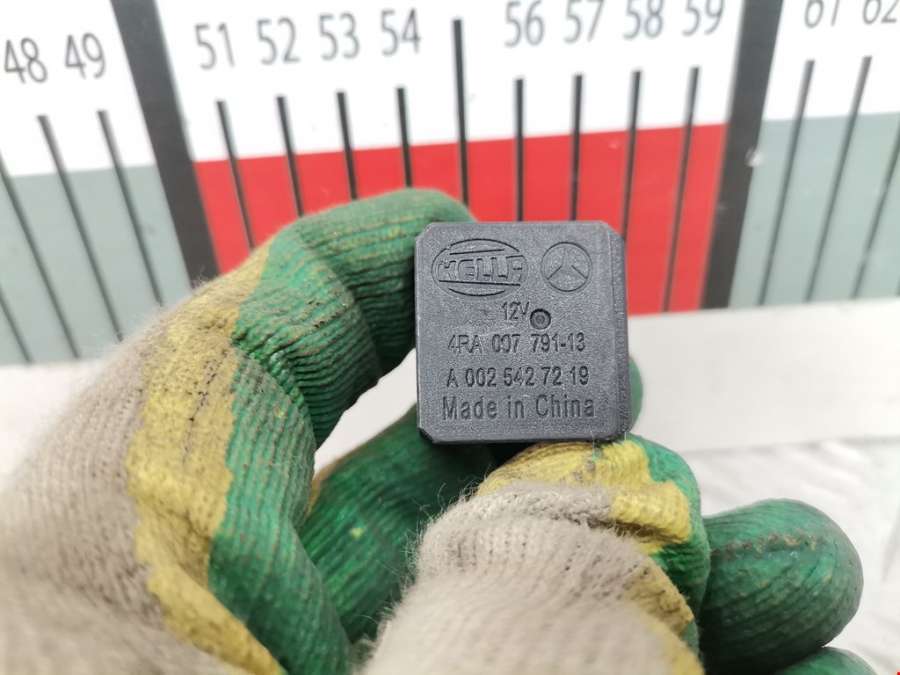 48 49 51 52 53 54 56 57 58 59 61 62
HELLA
12V
4RA 007 791-13
A 002 542 72 19
Made in China